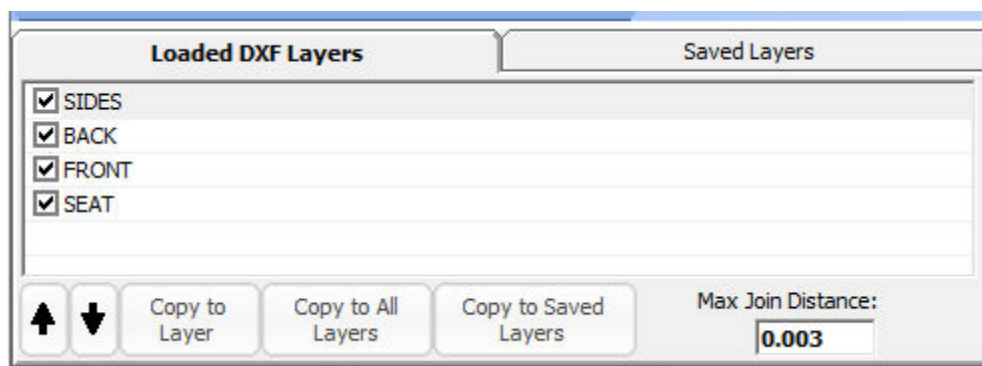 Loaded DXF Layers
Saved Layers
SIDES
BACK
FRONT
SEAT
Copy to
Layer
Copy to All
Layers
Copy to Saved
Layers
Max Join Distance:
0.003